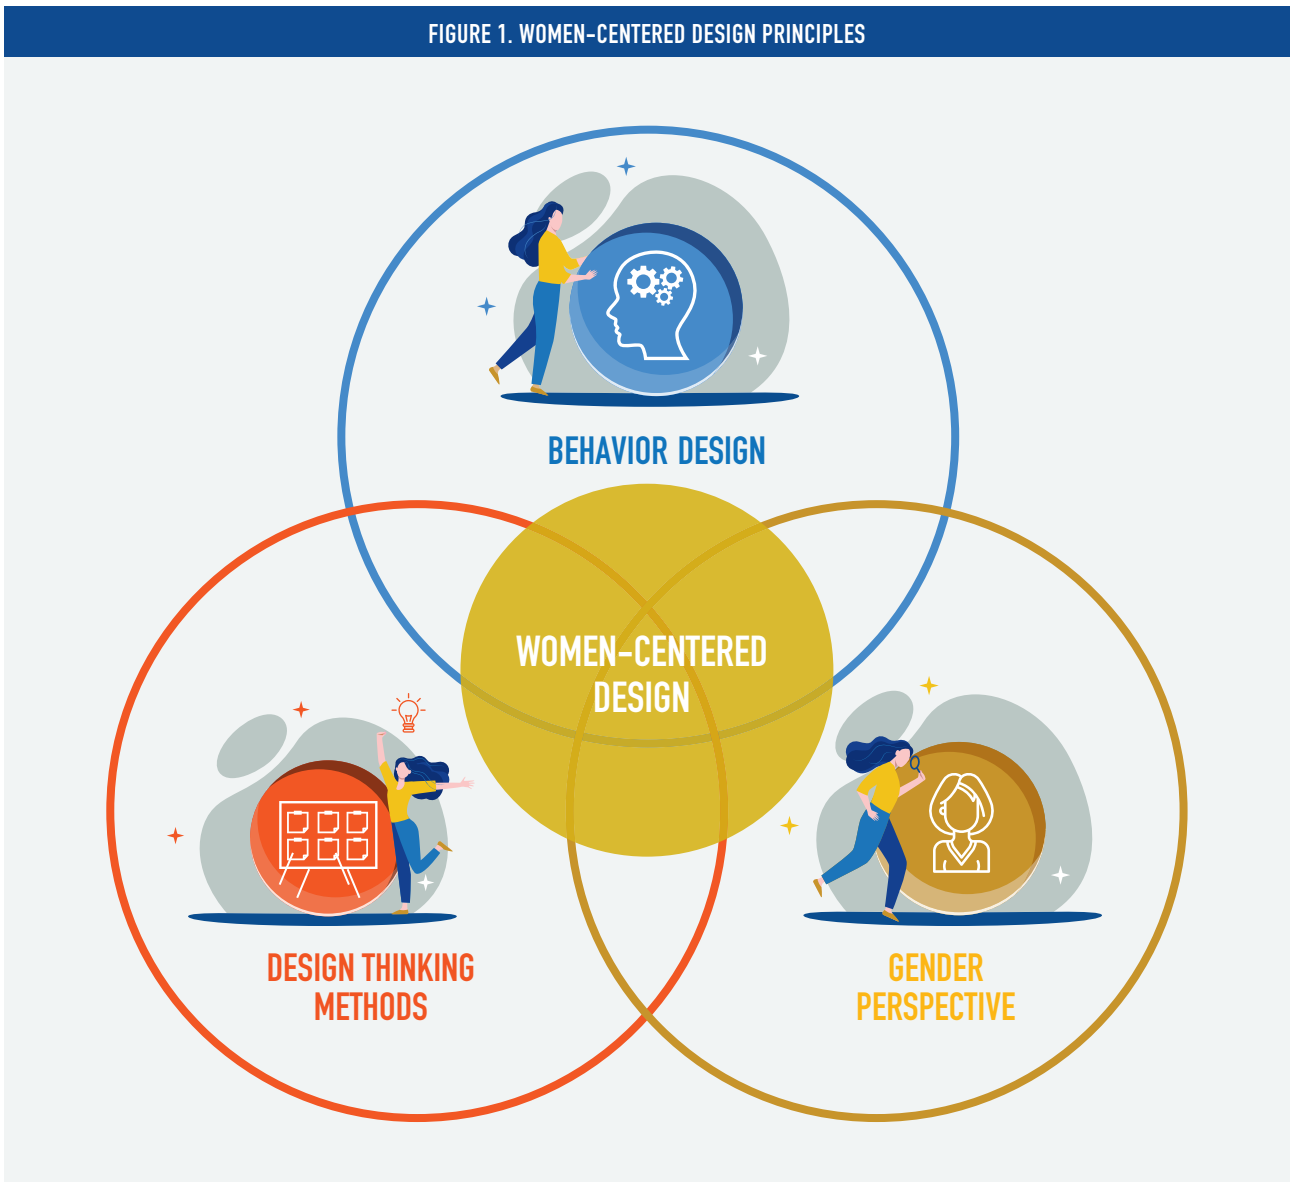 FIGURE 1. WOMEN-CENTERED DESIGN PRINCIPLES
BEHAVIOR DESIGN
WOMEN-CENTERED
DESIGN
DESIGN THINKING
METHODS
GENDER
PERSPECTIVE